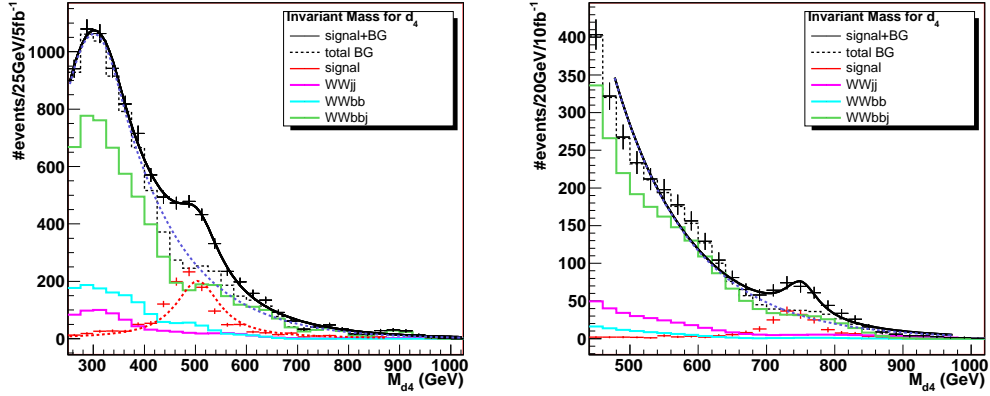 #events/25GeV/5fb⁻¹
1000
800
600
400
200
0
300 400 500 600 700 800 900 1000
M_d4 (GeV)
Invariant Mass for d₄
signal+BG
total BG
signal
WWjj
WWbb
WWbbj
#events/20GeV/10fb⁻¹
400
350
300
250
200
150
100
50
0
500 600 700 800 900 1000
M_d4 (GeV)
Invariant Mass for d₄
signal+BG
total BG
signal
WWjj
WWbb
WWbbj